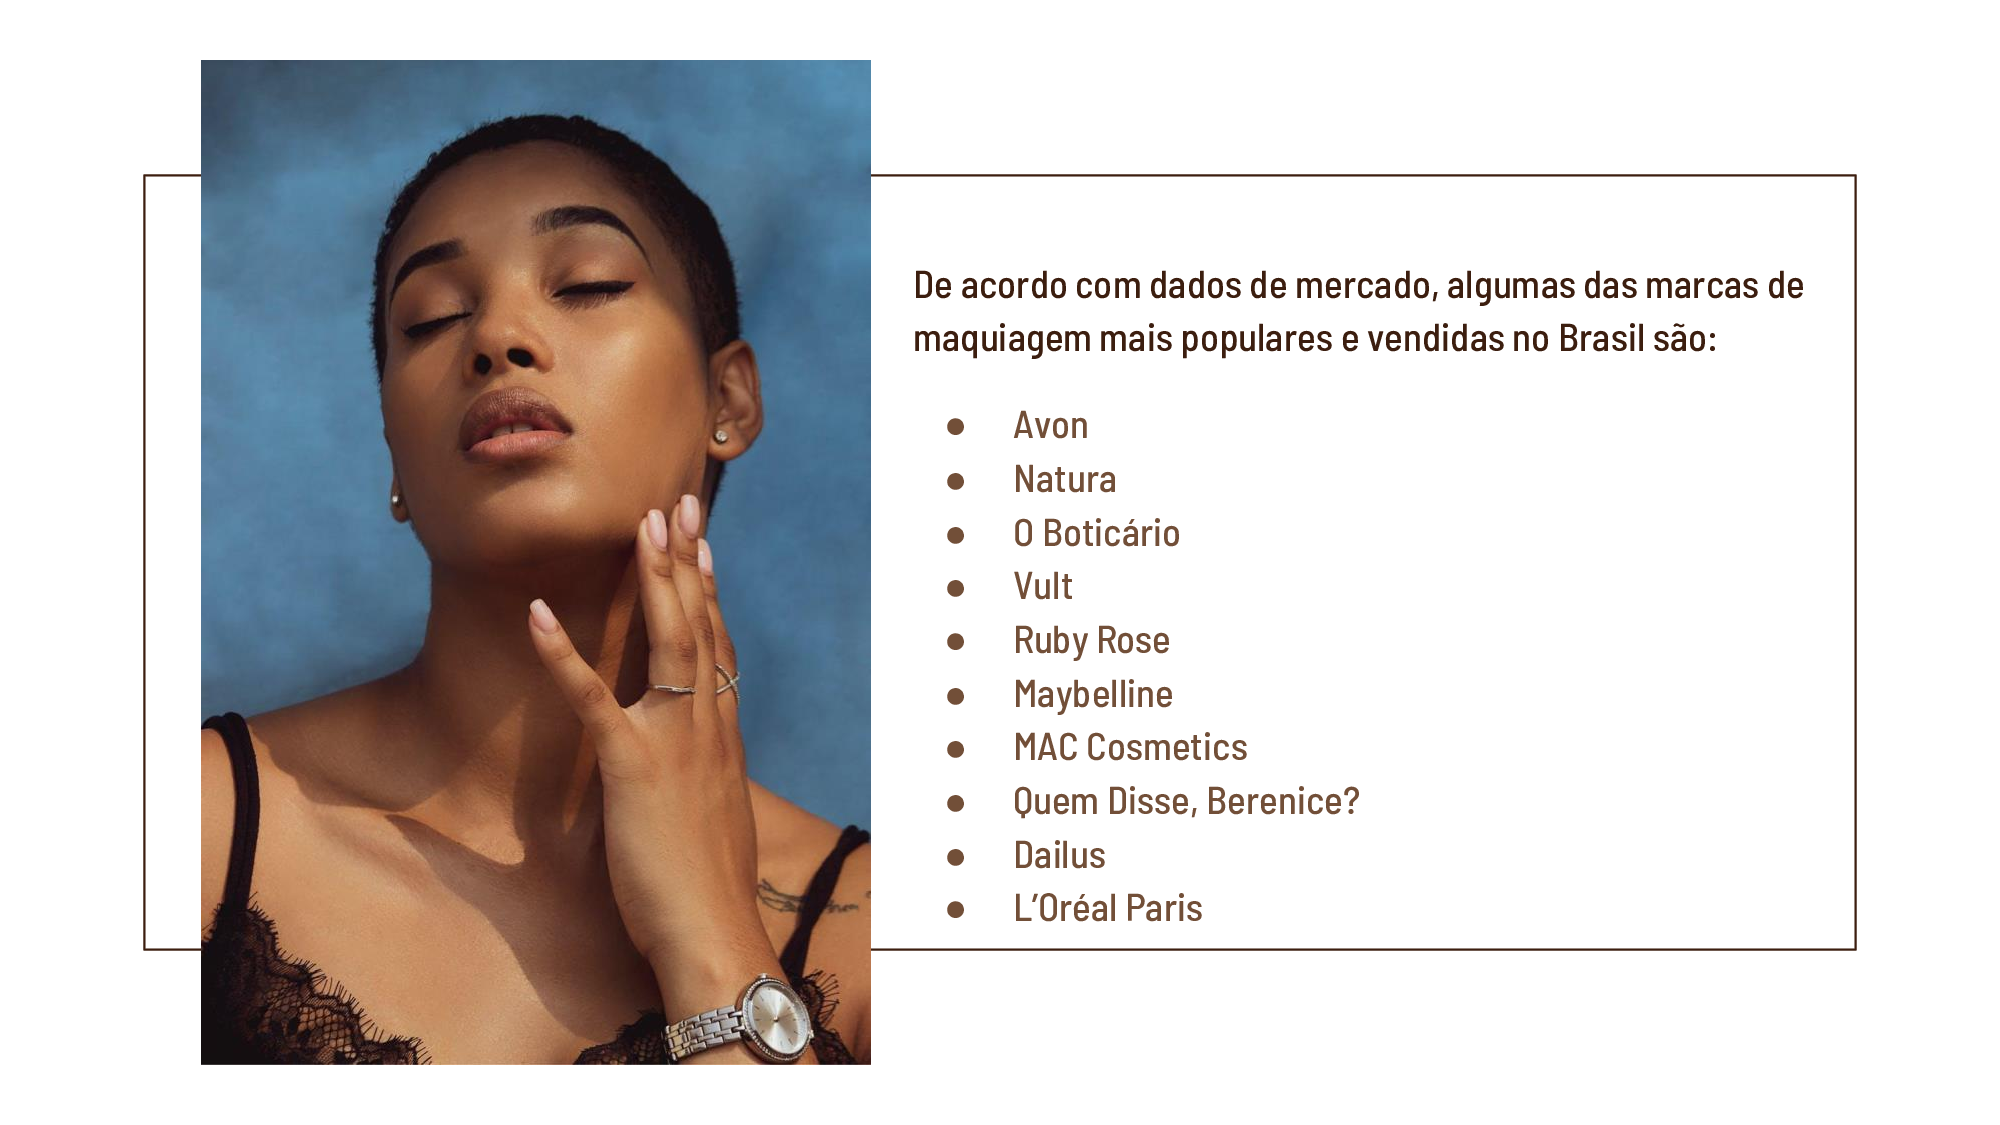 De acordo com dados de mercado, algumas das marcas de
maquiagem mais populares e vendidas no Brasil são:
● Avon
● Natura
● O Boticário
● Vult
● Ruby Rose
● Maybelline
● MAC Cosmetics
● Quem Disse, Berenice?
● Dailus
● L’Oréal Paris